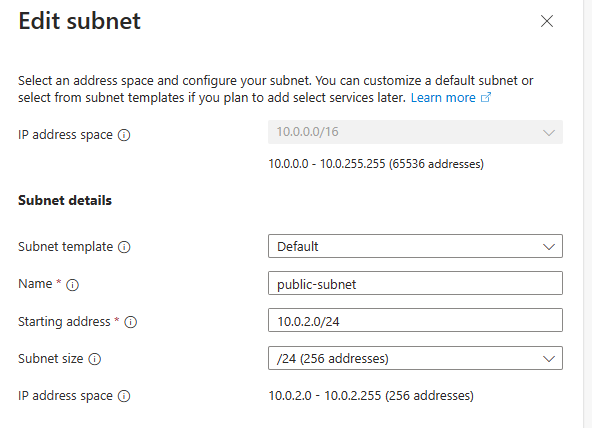 Edit subnet
Select an address space and configure your subnet. You can customize a default subnet or
select from subnet templates if you plan to add select services later. Learn more
IP address space 10.0.0.0/16
10.0.0.0 - 10.0.255.255 (65536 addresses)
Subnet details
Subnet template Default
Name * public-subnet
Starting address * 10.0.2.0/24
Subnet size /24 (256 addresses)
IP address space 10.0.2.0 - 10.0.2.255 (256 addresses)